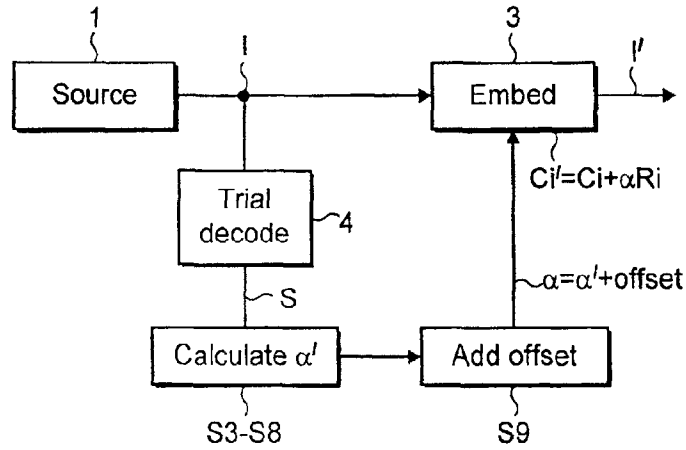 1
I
3
I'
Source
Embed
Ci'=Ci+αRi
Trial
decode
4
S
α=α'+offset
Calculate α'
Add offset
S3-S8
S9